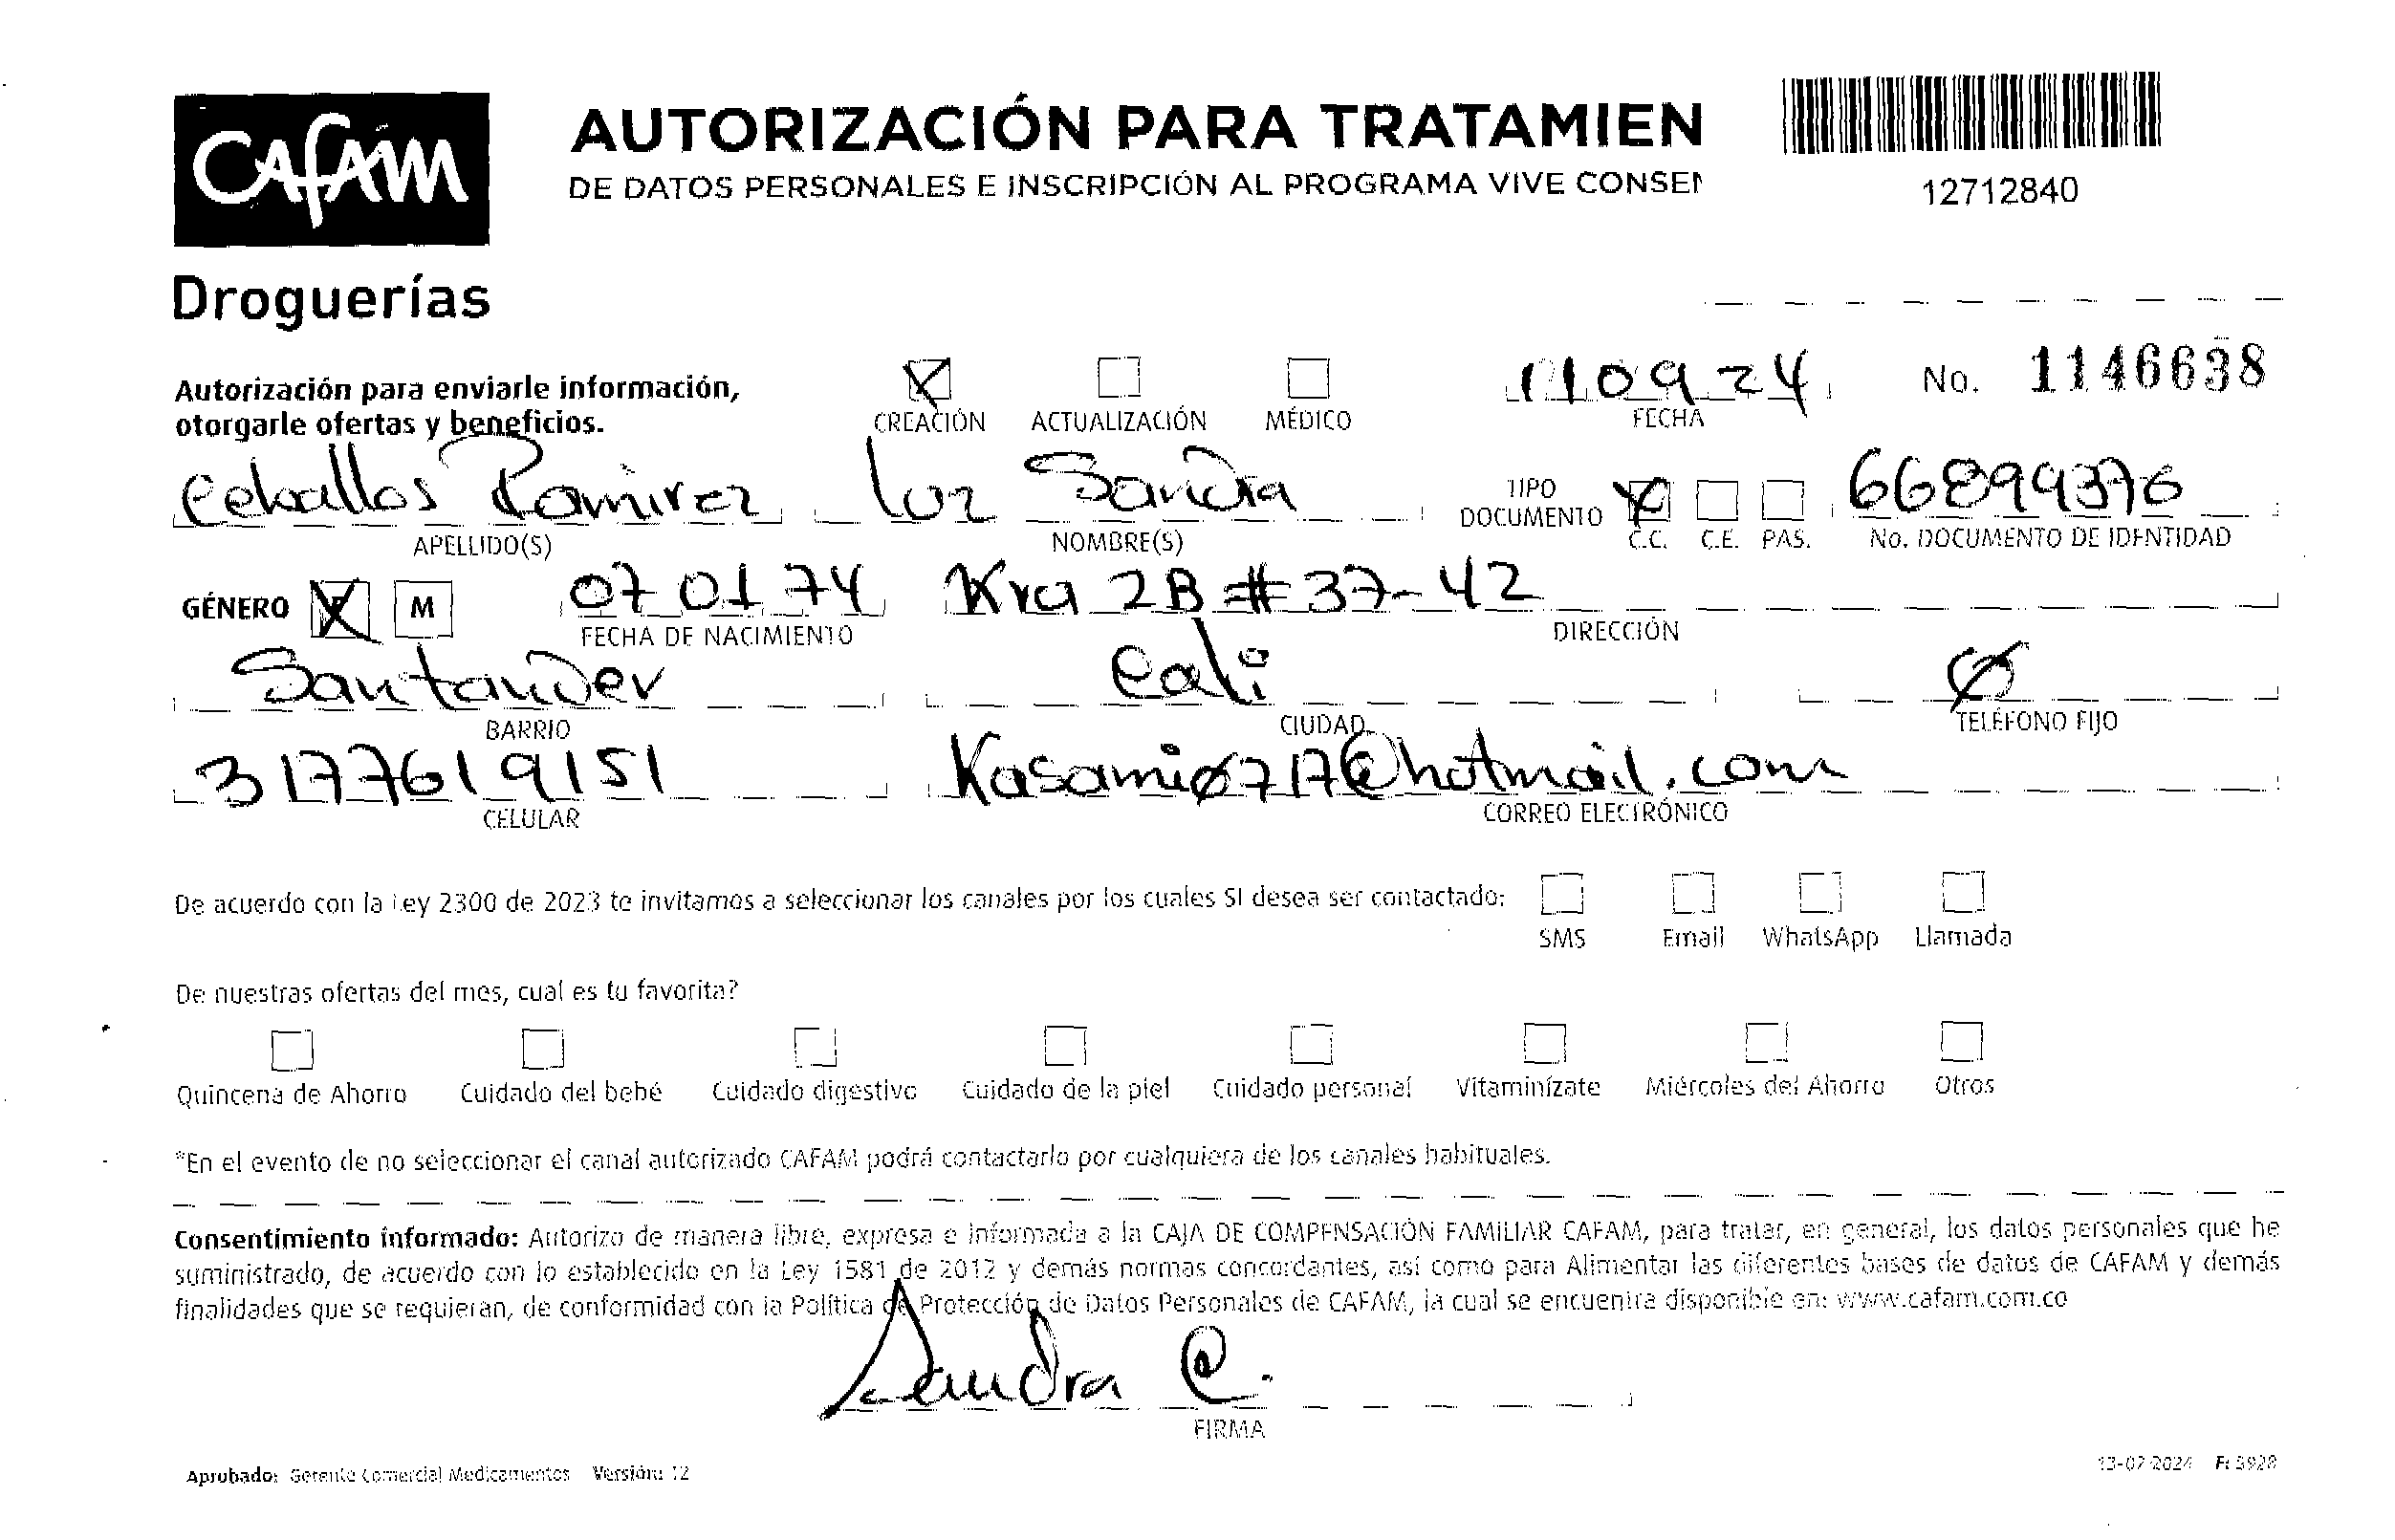 CAFAM
Droguerías
AUTORIZACIÓN PARA TRATAMIEN
DE DATOS PERSONALES E INSCRIPCIÓN AL PROGRAMA VIVE CONSE
12712840
Autorización para enviarle información,
otorgarle ofertas y beneficios.
CREACIÓN ACTUALIZACIÓN MÉDICO
110924
FECHA
No. 1146638
Ceballos Ramirez Luz Sandra
APELLIDO(S) NOMBRE(S)
TIPO
DOCUMENTO
C.C. C.E. PAS.
66899376
No. DOCUMENTO DE IDENTIDAD
GÉNERO M 07 01 74 Kra 2B # 37-42
FECHA DE NACIMIENTO DIRECCIÓN
Santander Cali Ø
BARRIO CIUDAD TELÉFONO FIJO
3177619151 Kasamiø717@hotmail.com
CELULAR CORREO ELECTRÓNICO
De acuerdo con la Ley 2300 de 2023 te invitamos a seleccionar los canales por los cuales SI desea ser contactado:
SMS Email WhatsApp Llamada
De nuestras ofertas del mes, cual es tu favorita?
Quincena de Ahorro Cuidado del bebé Cuidado digestivo Cuidado de la piel Cuidado personal Vitaminízate Miércoles del Ahorro Otros
*En el evento de no seleccionar el canal autorizado CAFAM podrá contactarlo por cualquiera de los canales habituales.
Consentimiento informado: Autorizo de manera libre, expresa e informada a la CAJA DE COMPENSACIÓN FAMILIAR CAFAM, para tratar, en general, los datos personales que he
suministrado, de acuerdo con lo establecido en la Ley 1581 de 2012 y demás normas concordantes, así como para Alimentar las diferentes bases de datos de CAFAM y demás
finalidades que se requieran, de conformidad con la Política de Protección de Datos Personales de CAFAM, la cual se encuentra disponible en: www.cafam.com.co
Sandra C.
FIRMA
Aprobado: Gerente Comercial Medicamentos Versión: 12
13-02-2024 F: 3928